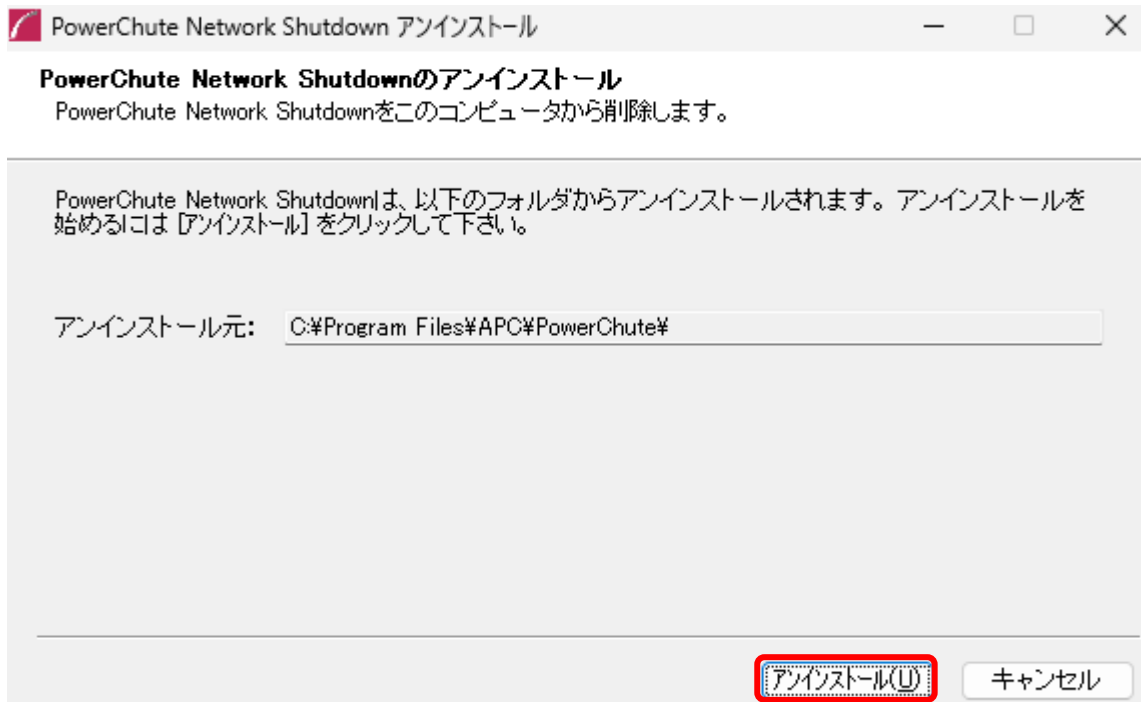 PowerChute Network Shutdown アンインストール
PowerChute Network Shutdownのアンインストール
PowerChute Network Shutdownをこのコンピュータから削除します。
PowerChute Network Shutdownは、以下のフォルダからアンインストールされます。アンインストールを
始めるには [アンインストール] をクリックして下さい。
アンインストール元: C:¥Program Files¥APC¥PowerChute¥
アンインストール(U) キャンセル